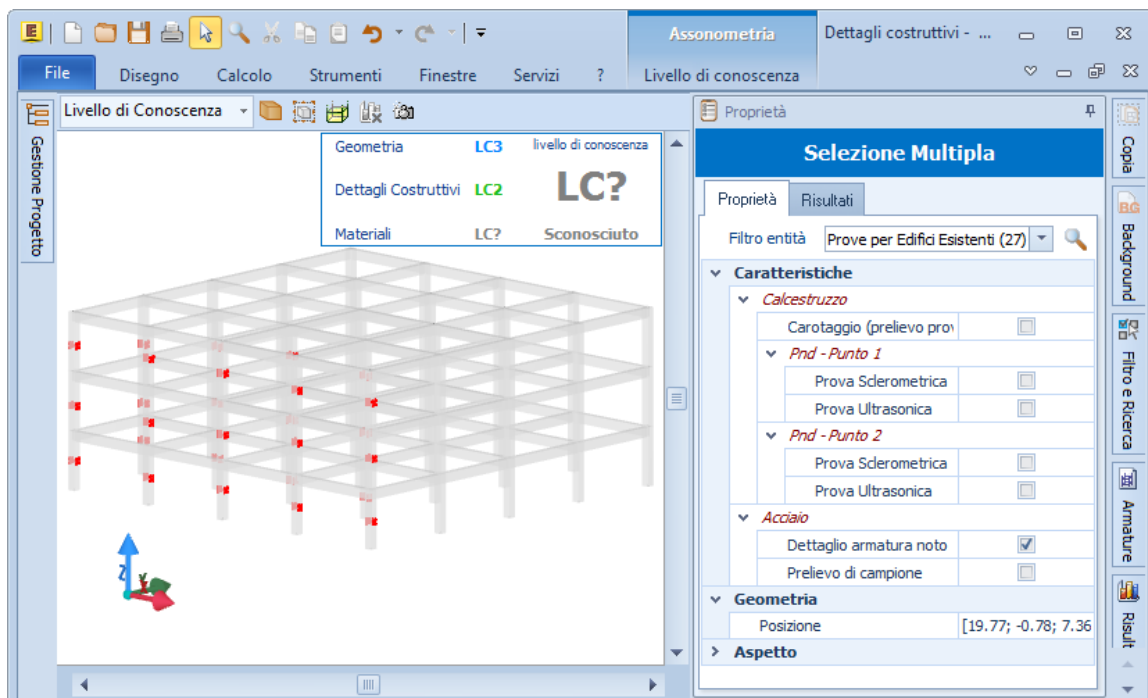 Assonometria
Dettagli costruttivi - ...
File
Disegno
Calcolo
Strumenti
Finestre
Servizi
?
Livello di conoscenza
Gestione Progetto
Livello di Conoscenza
Geometria LC3
livello di conoscenza
Dettagli Costruttivi LC2
LC?
Materiali LC?
Sconosciuto
Z
Y
X
Proprietà
Selezione Multipla
Proprietà
Risultati
Filtro entità
Prove per Edifici Esistenti (27)
Caratteristiche
Calcestruzzo
Carotaggio (prelievo prov
Pnd - Punto 1
Prova Sclerometrica
Prova Ultrasonica
Pnd - Punto 2
Prova Sclerometrica
Prova Ultrasonica
Acciaio
Dettaglio armatura noto
Prelievo di campione
Geometria
Posizione
[19.77; -0.78; 7.36
Aspetto
Copia
BG
Background
Filtro e Ricerca
Armature
Risult